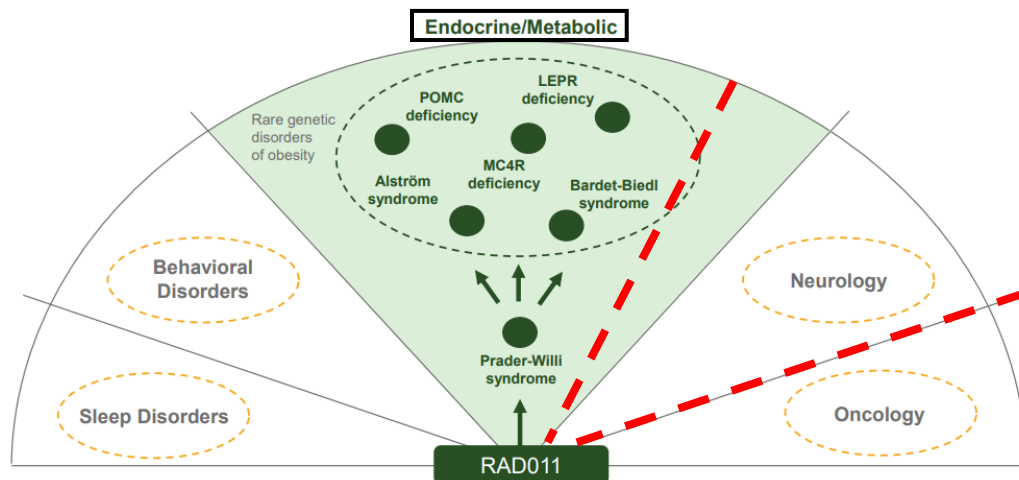 Endocrine/Metabolic
Rare genetic
disorders
of obesity
POMC
deficiency
LEPR
deficiency
Alström
syndrome
MC4R
deficiency
Bardet-Biedl
syndrome
Behavioral
Disorders
Neurology
Prader-Willi
syndrome
Sleep Disorders
Oncology
RAD011